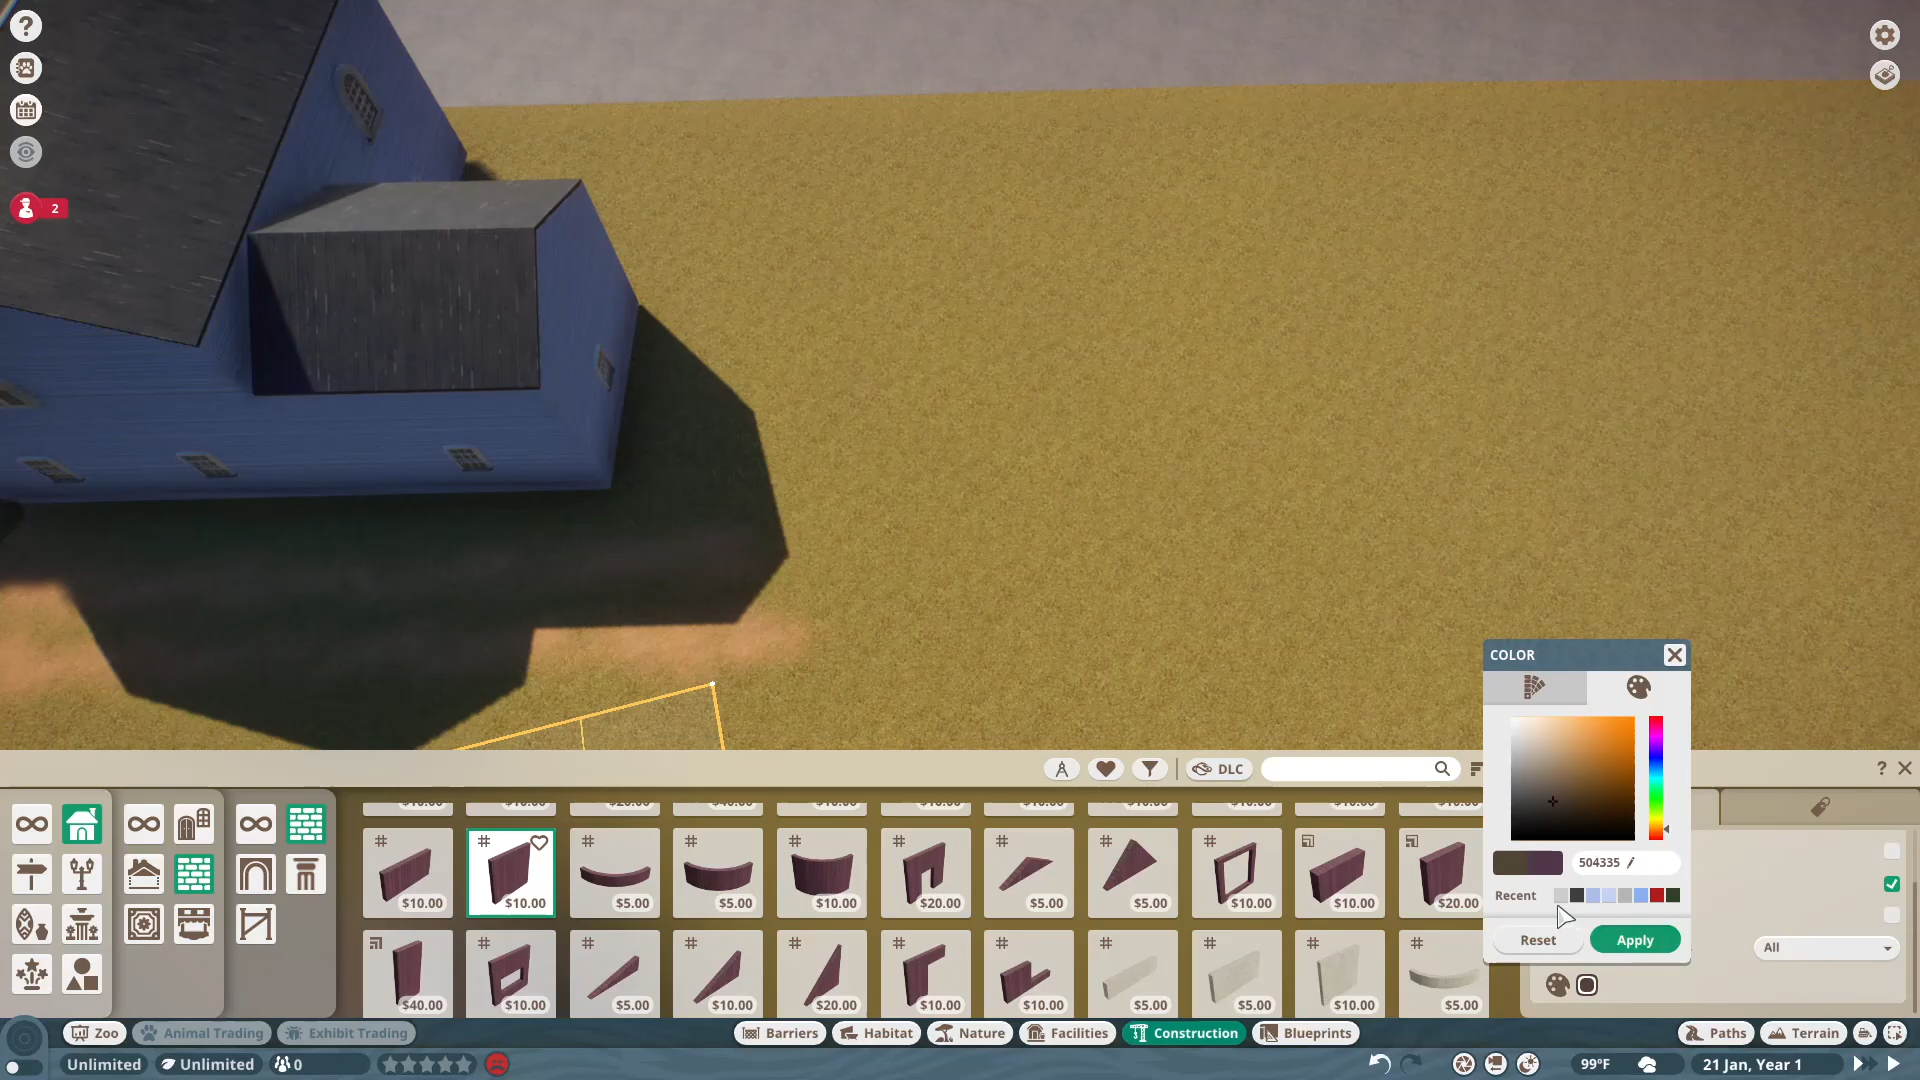 ?
2
DLC
? 
COLOR
504335
Recent
Reset
Apply
All
$10.00 $10.00 $5.00 $5.00 $10.00 $20.00 $5.00 $5.00 $10.00 $10.00 $20.00
$40.00 $10.00 $5.00 $10.00 $20.00 $10.00 $10.00 $5.00 $5.00 $10.00 $5.00
Zoo Animal Trading Exhibit Trading Barriers Habitat Nature Facilities Construction Blueprints Paths Terrain
Unlimited Unlimited 0 99°F 21 Jan, Year 1